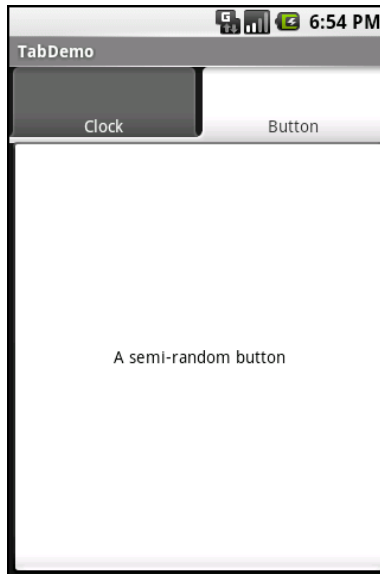 G 6:54 PM
TabDemo
Clock
Button
A semi-random button